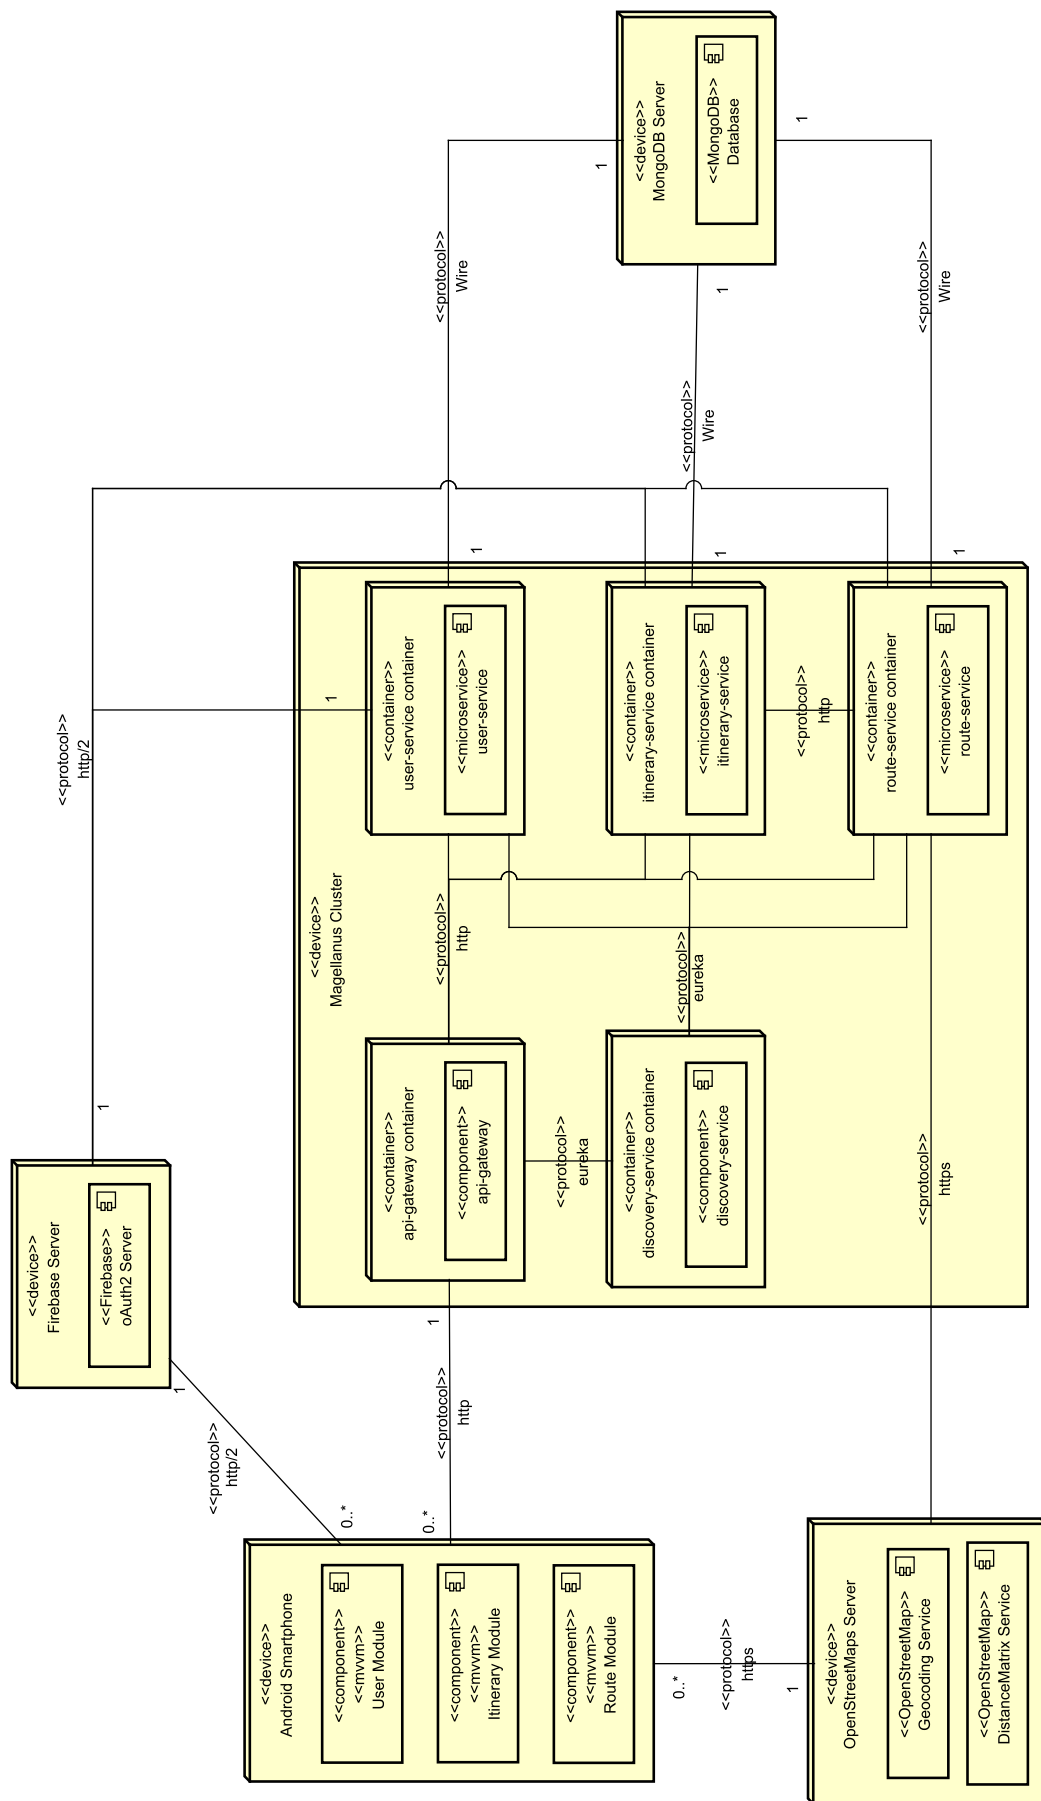 <<device>>
Firebase Server
<<Firebase>>
oAuth2 Server
<<protocol>>
http/2
1
1
<<protocol>>
http/2
1
0..*
<<device>>
Android Smartphone
<<component>>
<<mvvm>>
User Module
<<component>>
<<mvvm>>
Itinerary Module
<<component>>
<<mvvm>>
Route Module
0..*
<<protocol>>
http
1
<<device>>
Magellanus Cluster
<<container>>
api-gateway container
<<component>>
api-gateway
<<protocol>>
http
<<container>>
user-service container
<<microservice>>
user-service
1
<<protocol>>
Wire
1
<<device>>
MongoDB Server
<<MongoDB>>
Database
<<protocol>>
eureka
<<container>>
discovery-service container
<<component>>
discovery-service
<<protocol>>
eureka
<<container>>
itinerary-service container
<<microservice>>
itinerary-service
1
<<protocol>>
Wire
1
<<protocol>>
http
<<container>>
route-service container
<<microservice>>
route-service
1
<<protocol>>
Wire
1
0..*
<<protocol>>
https
1
<<protocol>>
https
<<device>>
OpenStreetMaps Server
<<OpenStreetMap>>
Geocoding Service
<<OpenStreetMap>>
DistanceMatrix Service